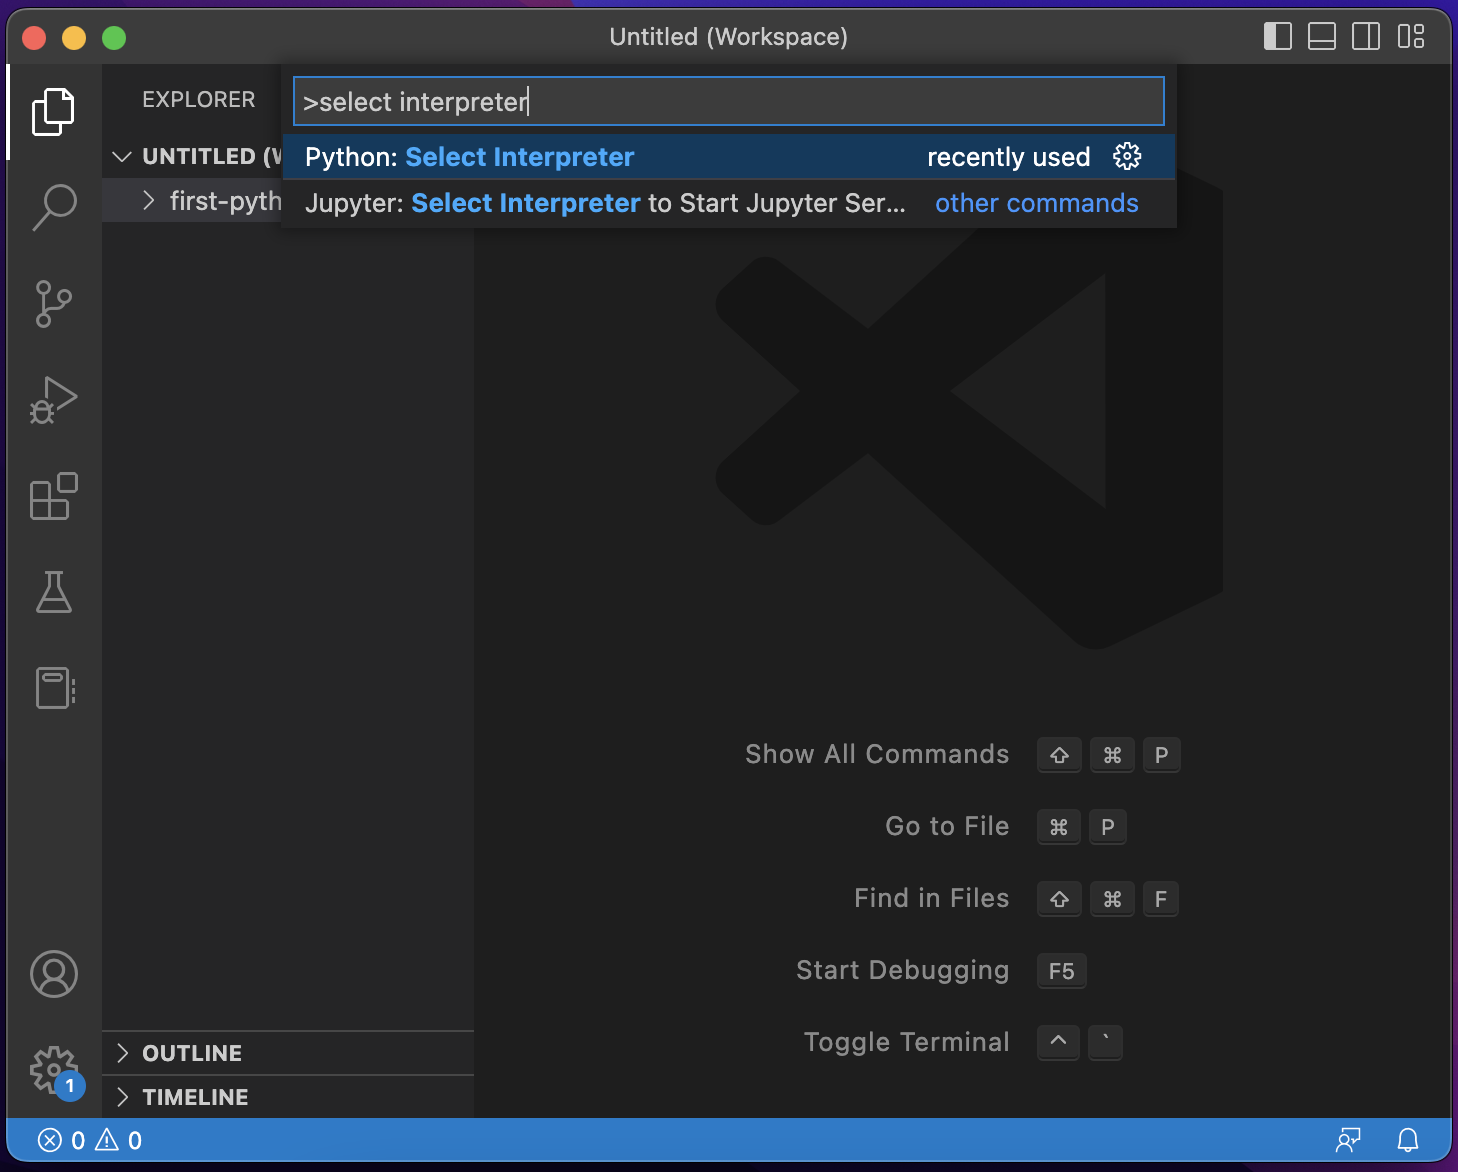 Untitled (Workspace)
EXPLORER
>select interpreter
Python: Select Interpreter recently used
Jupyter: Select Interpreter to Start Jupyter Ser... other commands
UNTITLED (W
first-pyth
Show All Commands ⇧ ⌘ P
Go to File ⌘ P
Find in Files ⇧ ⌘ F
Start Debugging F5
Toggle Terminal ^ `
OUTLINE
TIMELINE
1
0 0